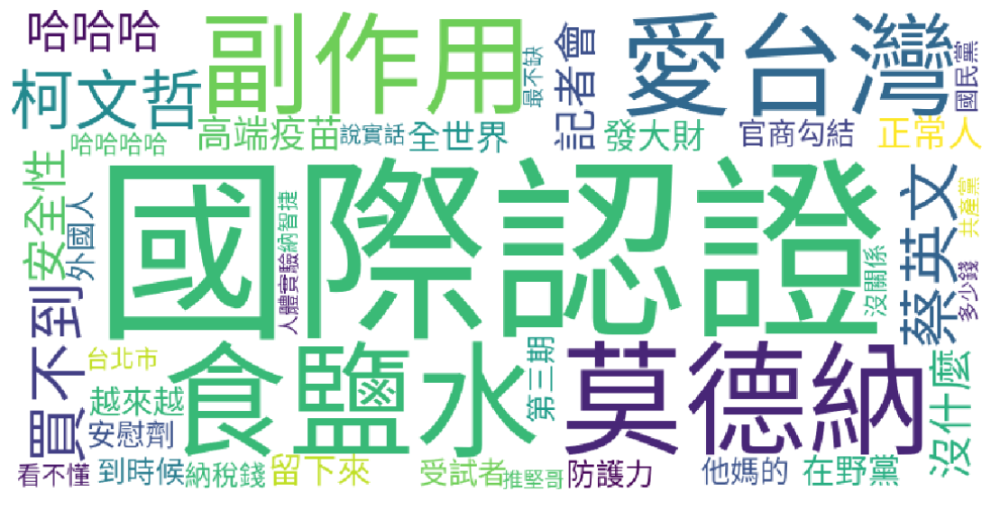 哈哈哈
副作用
最不缺
記者會
愛台灣
國民黨
柯文哲
哈哈哈哈
高端疫苗
說實話
全世界
發大財
官商勾結
正常人
安全性
外國人
國際認證
人體實驗
納智捷
沒關係
蔡英文
共產黨
多少錢
買不到
台北市
越來越
安慰劑
食鹽水
第三期
莫德納
沒什麼
看不懂
到時候
納稅錢
留下來
受試者
推堅哥
防護力
他媽的
在野黨